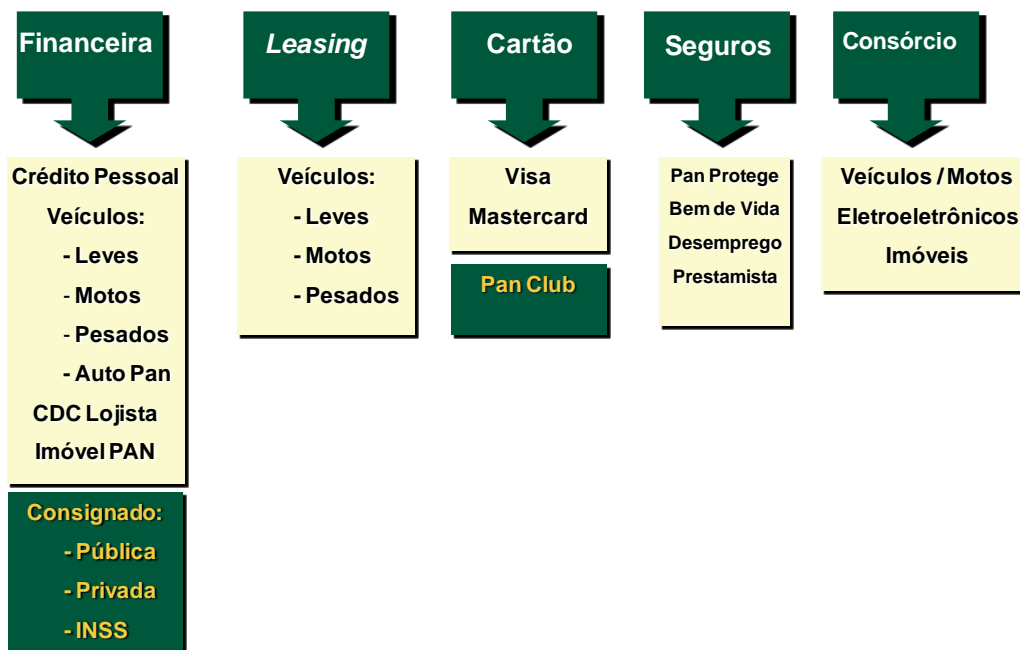 Financeira
Crédito Pessoal
Veículos:
- Leves
- Motos
- Pesados
- Auto Pan
CDC Lojista
Imóvel PAN
Consignado:
- Pública
- Privada
- INSS
Leasing
Veículos:
- Leves
- Motos
- Pesados
Cartão
Visa
Mastercard
Pan Club
Seguros
Pan Protege
Bem de Vida
Desemprego
Prestamista
Consórcio
Veículos / Motos
Eletroeletrônicos
Imóveis